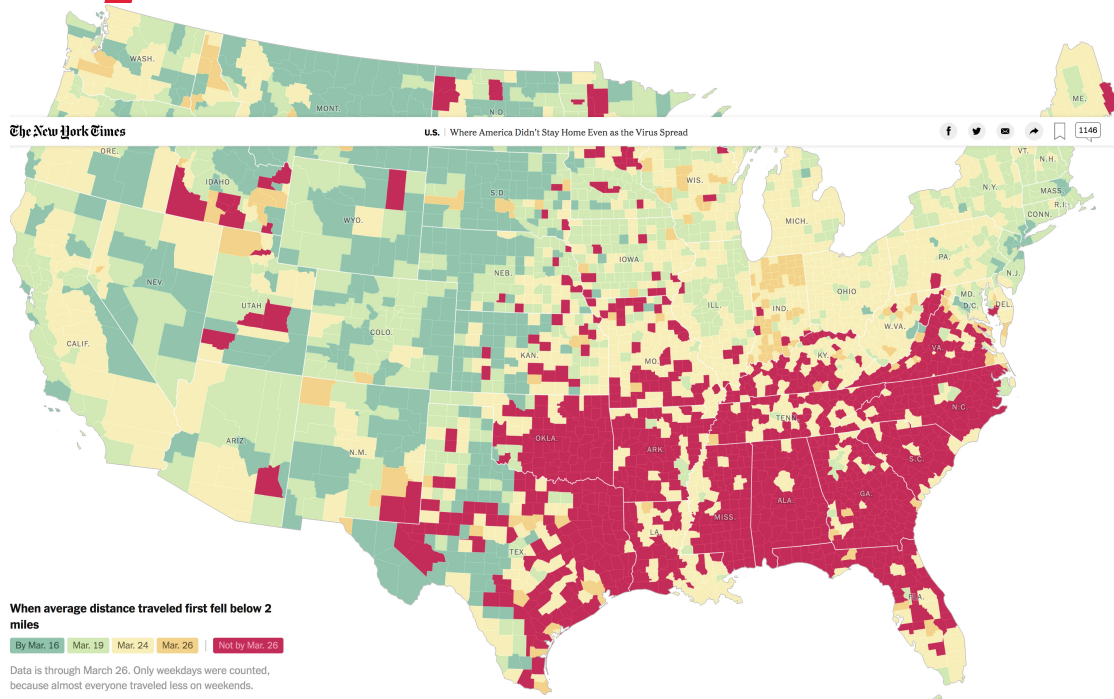 WASH.
MONT.
N.D.
ME.
The New York Times
U.S. | Where America Didn't Stay Home Even as the Virus Spread
1146
ORE.
IDAHO
S.D.
WIS.
VT.
N.H.
N.Y.
MASS.
R.I.
CONN.
WYO.
MICH.
IOWA
PA.
NEB.
N.J.
NEV.
UTAH
COLO.
ILL.
IND.
OHIO
MD.
D.C.
DEL.
W.VA.
CALIF.
KAN.
MO.
KY.
VA.
N.C.
TENN.
ARIZ.
N.M.
OKLA.
ARK.
S.C.
MISS.
ALA.
GA.
TEX.
LA.
FLA.
When average distance traveled first fell below 2
miles
By Mar. 16 Mar. 19 Mar. 24 Mar. 26 | Not by Mar. 26
Data is through March 26. Only weekdays were counted,
because almost everyone traveled less on weekends.